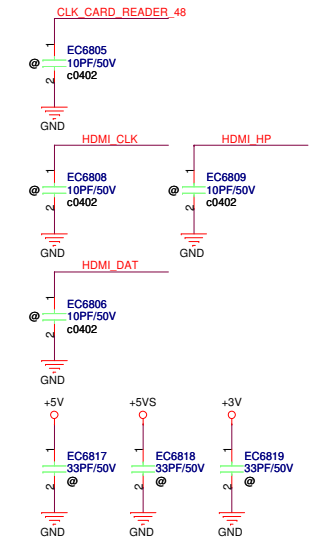 CLK_CARD_READER_48
1
EC6805
@ 10PF/50V
2 c0402
GND
HDMI_CLK HDMI_HP
1 1
EC6808 EC6809
@ 10PF/50V @ 10PF/50V
2 c0402 2 c0402
GND GND
HDMI_DAT
1
EC6806
@ 10PF/50V
2 c0402
GND
+5V +5VS +3V
1 EC6817 1 EC6818 1 EC6819
33PF/50V 33PF/50V 33PF/50V
2 @ 2 @ 2 @
GND GND GND